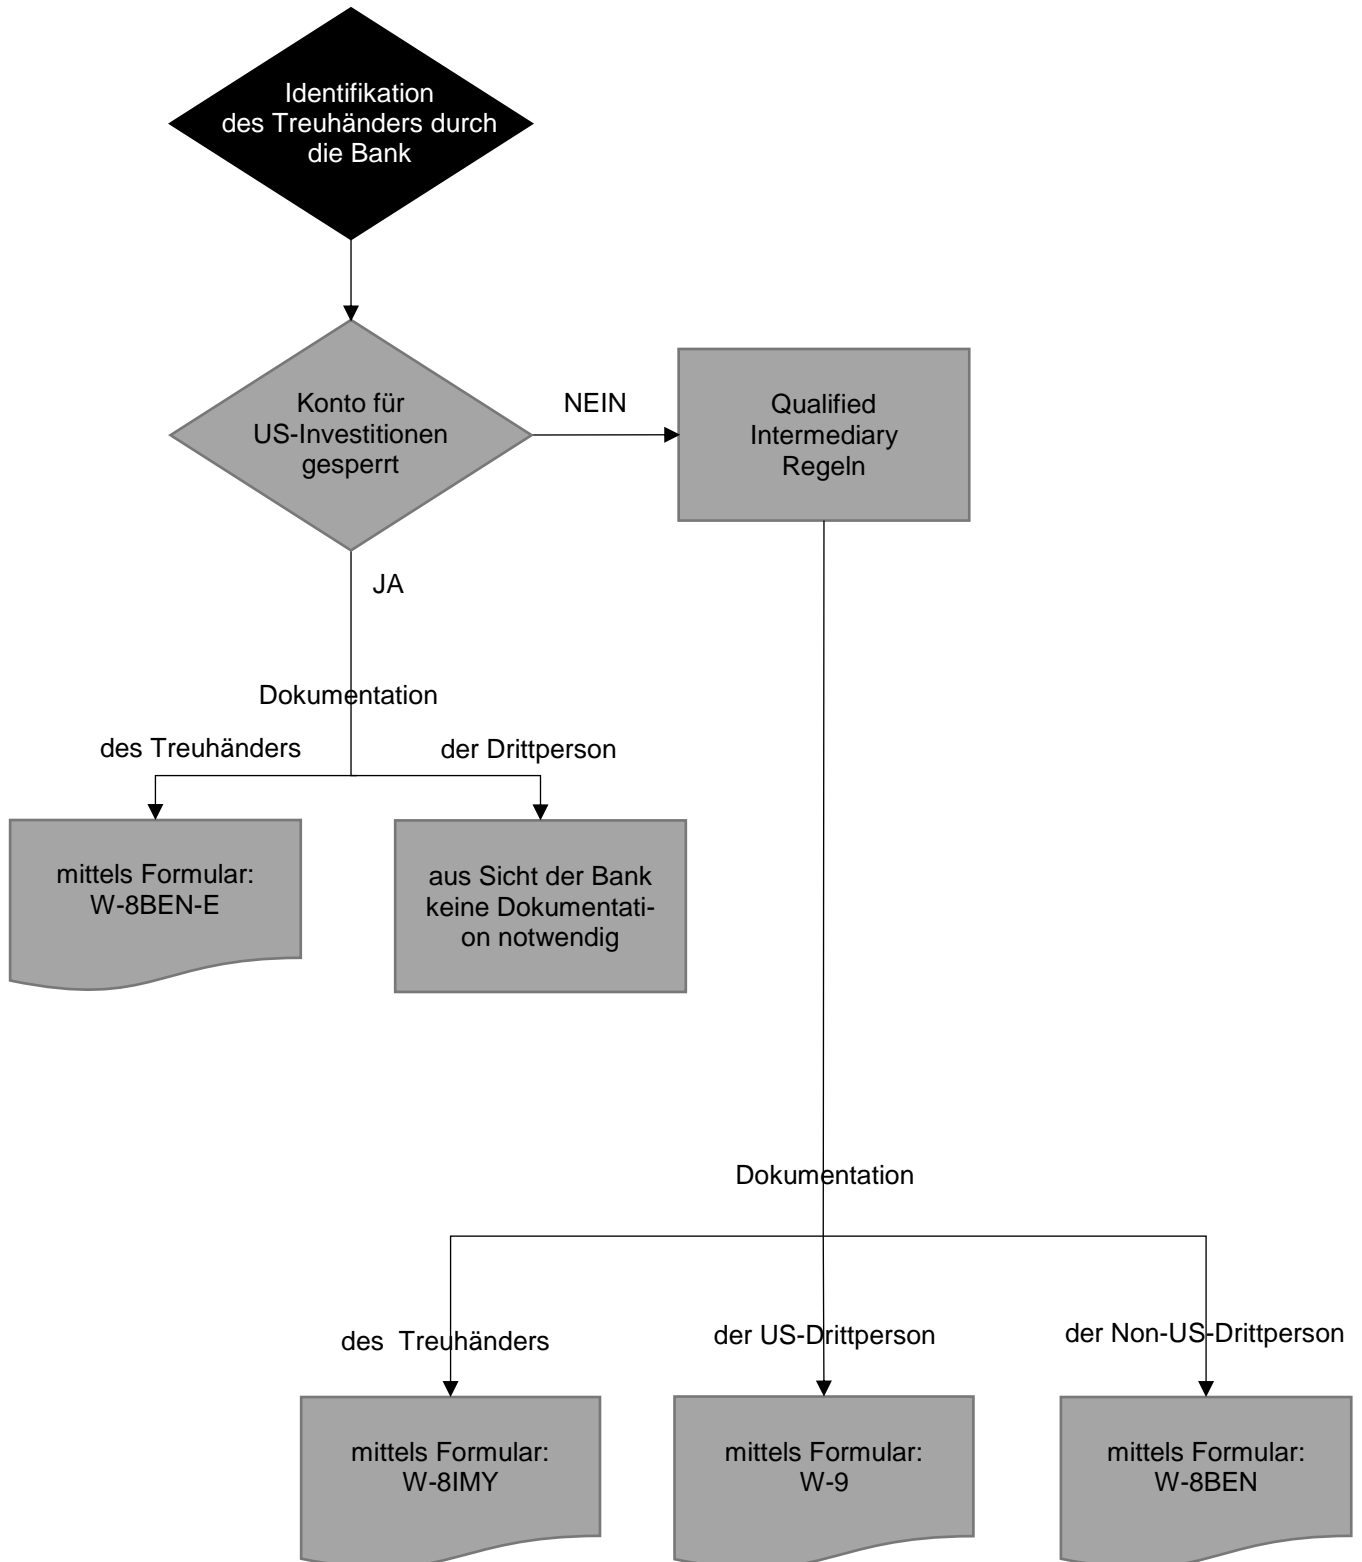 Identifikation
des Treuhänders durch
die Bank
Konto für
US-Investitionen
gesperrt
NEIN
Qualified
Intermediary
Regeln
JA
Dokumentation
des Treuhänders
der Drittperson
mittels Formular:
W-8BEN-E
aus Sicht der Bank
keine Dokumentati-
on notwendig
Dokumentation
des Treuhänders
der US-Drittperson
der Non-US-Drittperson
mittels Formular:
W-8IMY
mittels Formular:
W-9
mittels Formular:
W-8BEN